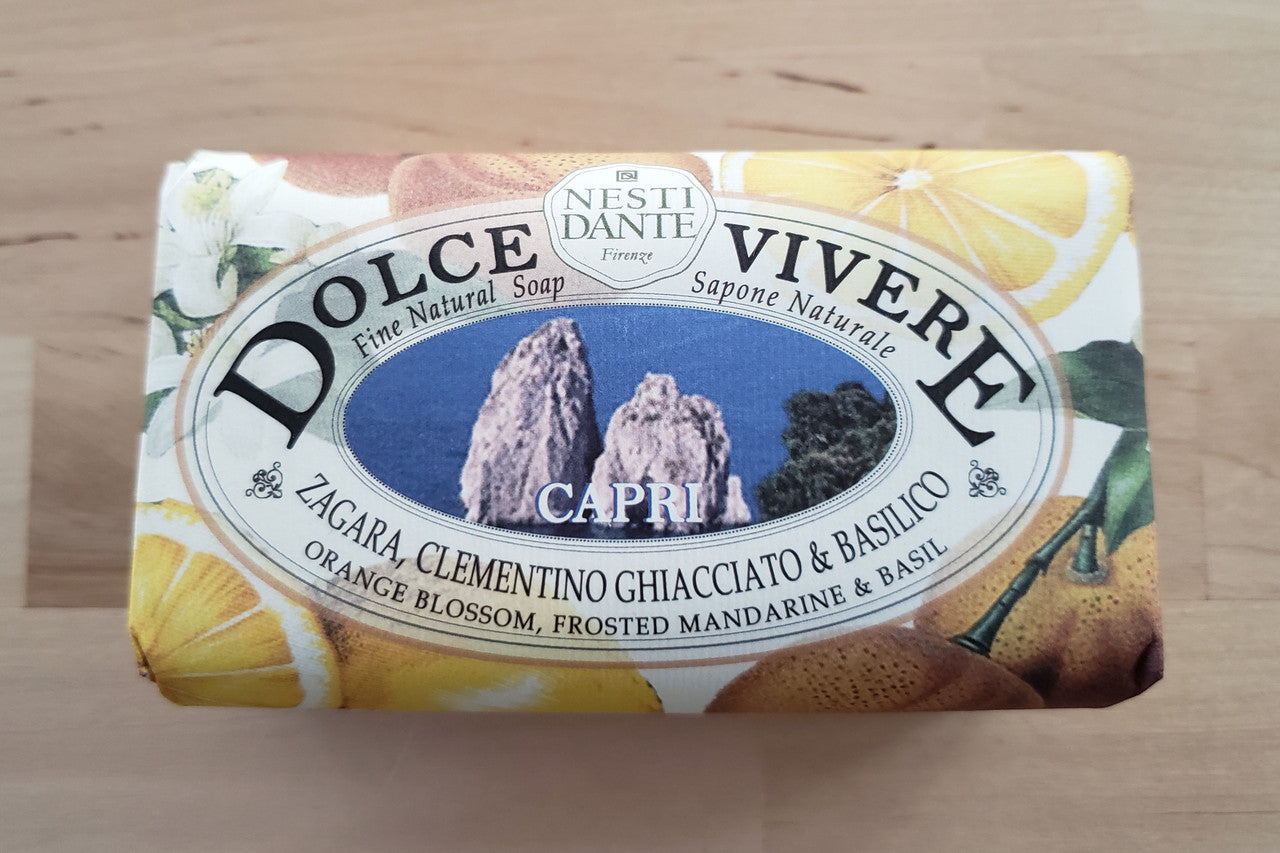 NESTI
DANTE
Firenze
DOLCE VIVERE
Fine Natural Soap
Sapone Naturale
CAPRI
ZAGARA, CLEMENTINO GHIACCIATO & BASILICO
ORANGE BLOSSOM, FROSTED MANDARINE & BASIL